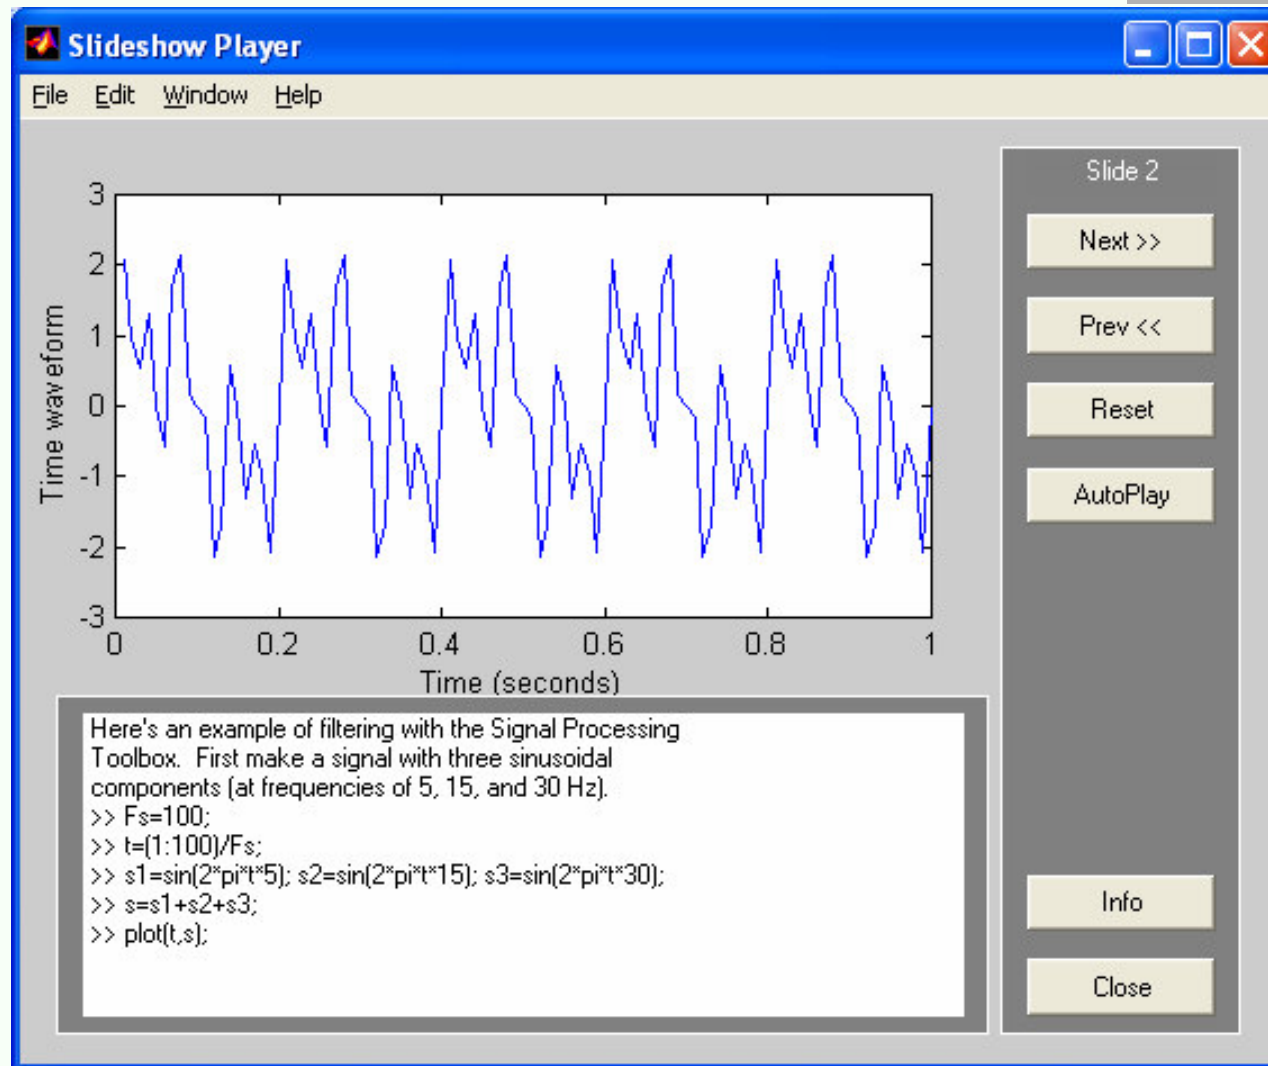 Slideshow Player
File Edit Window Help
3
2
1
0
-1
-2
-3
Time waveform
0 0.2 0.4 0.6 0.8 1
Time (seconds)
Here's an example of filtering with the Signal Processing
Toolbox.  First make a signal with three sinusoidal
components (at frequencies of 5, 15, and 30 Hz).
>> Fs=100;
>> t=(1:100)/Fs;
>> s1=sin(2*pi*t*5); s2=sin(2*pi*t*15); s3=sin(2*pi*t*30);
>> s=s1+s2+s3;
>> plot(t,s);
Slide 2
Next >>
Prev <<
Reset
AutoPlay
Info
Close